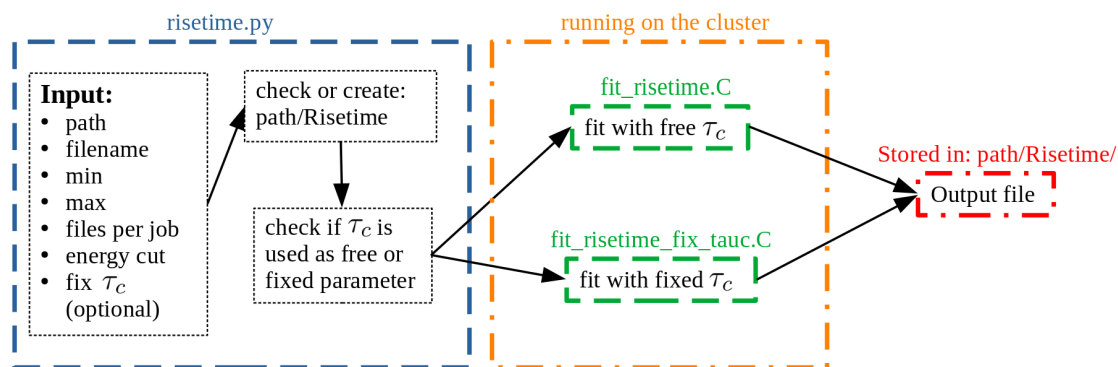 risetime.py
Input:
• path
• filename
• min
• max
• files per job
• energy cut
• fix τc
(optional)
check or create:
path/Risetime
check if τc is
used as free or
fixed parameter
running on the cluster
fit_risetime.C
fit with free τc
fit_risetime_fix_tauc.C
fit with fixed τc
Stored in: path/Risetime/
Output file